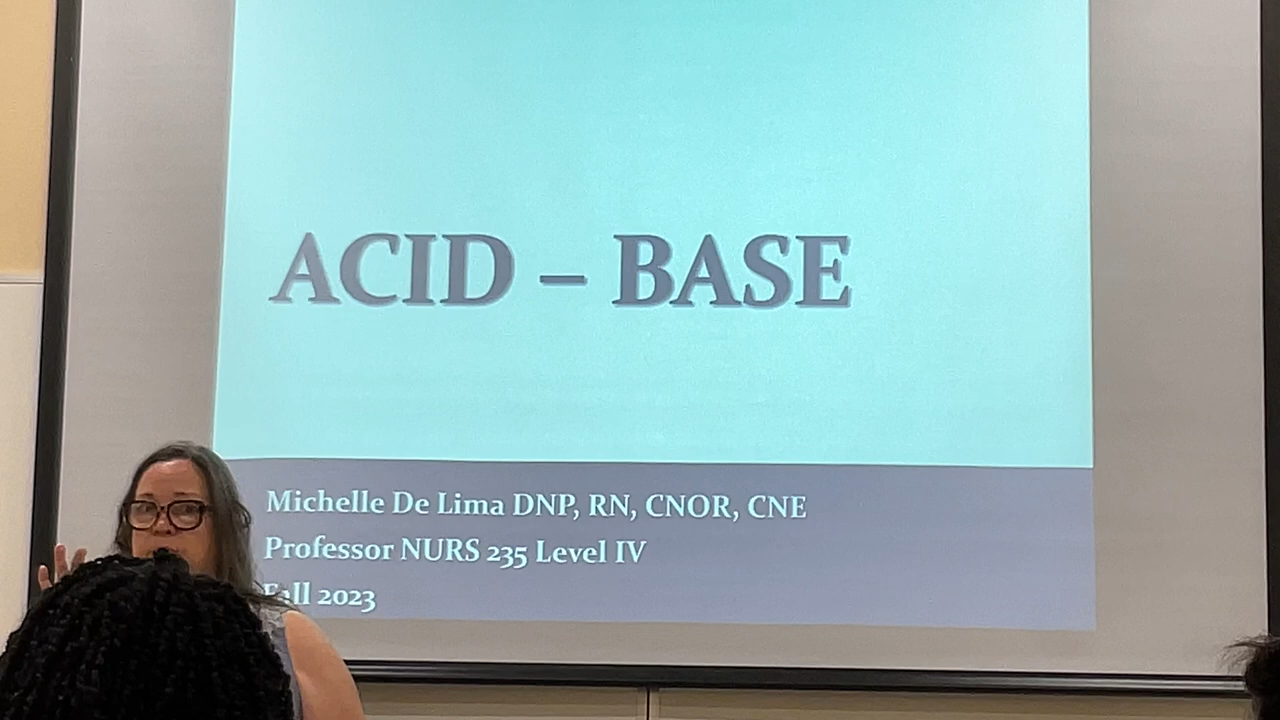 ACID – BASE
Michelle De Lima DNP, RN, CNOR, CNE
Professor NURS 235 Level IV
Fall 2023